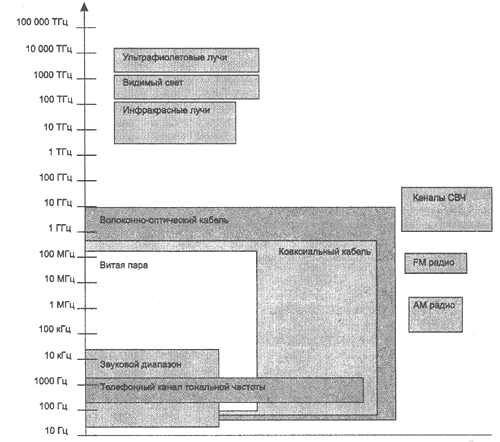 100 000 ТГц
10 000 ТГц
Ультрафиолетовые лучи
1000 ТГц
Видимый свет
100 ТГц
Инфракрасные лучи
10 ТГц
1 ТГц
100 ГГц
Каналы СВЧ
10 ГГц
Волоконно-оптический кабель
1 ГГц
Коаксиальный кабель
100 МГц
Витая пара
FM радио
10 МГц
1 МГц
АМ радио
100 кГц
10 кГц
Звуковой диапазон
1000 Гц
Телефонный канал тональной частоты
100 Гц
10 Гц